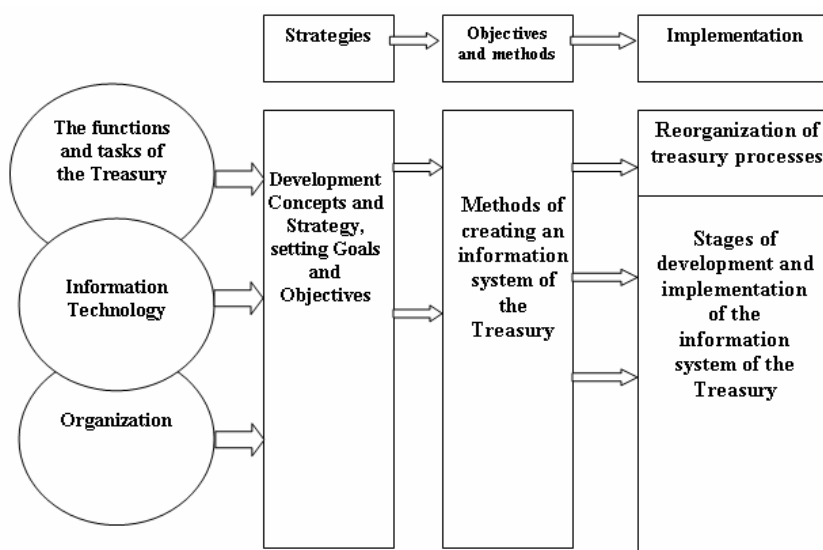 Strategies
Objectives
and methods
Implementation
The functions
and tasks of
the Treasury
Information
Technology
Organization
Development
Concepts and
Strategy,
setting Goals
and
Objectives
Methods of
creating an
information
system of
the
Treasury
Reorganization of
treasury processes
Stages of
development and
implementation
of the
information
system of the
Treasury